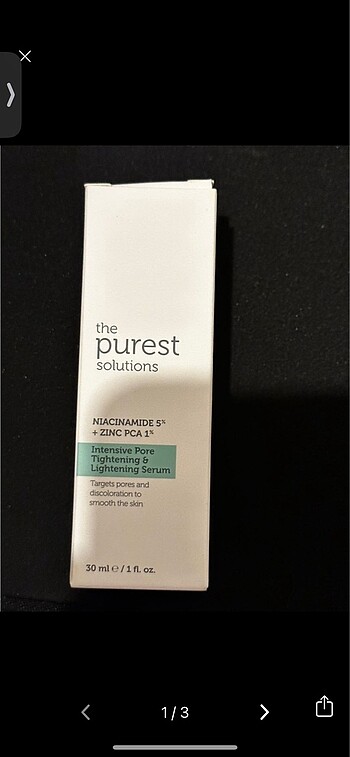 the
purest
solutions
NIACINAMIDE 5%
+ ZINC PCA 1%
Intensive Pore
Tightening &
Lightening Serum
Targets pores and
discoloration to
smooth the skin
30 ml ℮ / 1 fl. oz.
1 / 3